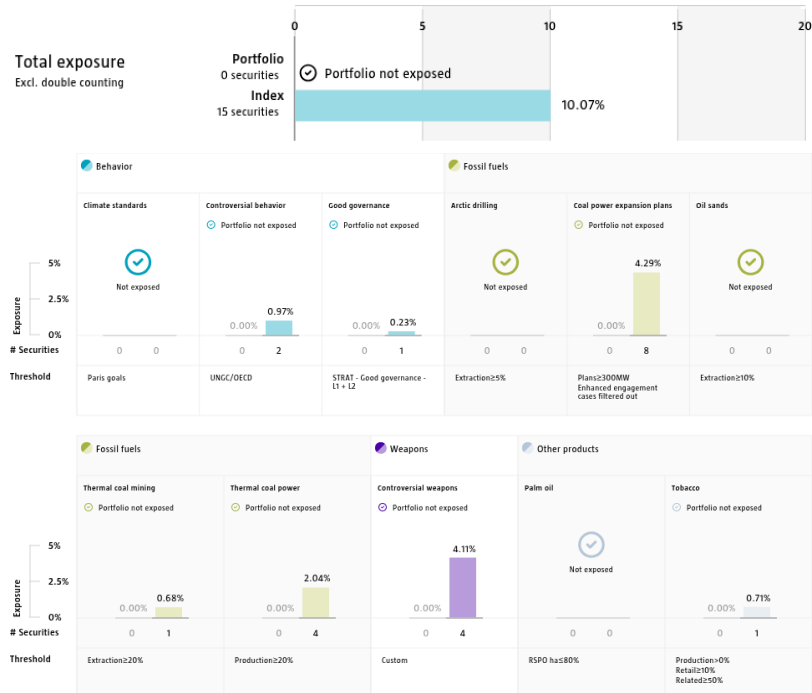 0 5 10 15 20
Total exposure
Excl. double counting
Portfolio
0 securities
Portfolio not exposed
Index
15 securities
10.07%
Behavior
Fossil fuels
Climate standards
Controversial behavior
Good governance
Arctic drilling
Coal power expansion plans
Oil sands
Portfolio not exposed
Portfolio not exposed
Portfolio not exposed
Not exposed
Not exposed
Not exposed
Exposure
5%
2.5%
0%
0.00% 0.97%
0.00% 0.23%
0.00% 4.29%
# Securities
0 0
0 2
0 1
0 0
0 8
0 0
Threshold
Paris goals
UNGC/OECD
STRAT - Good governance -
L1 + L2
Extraction≥5%
Plans≥300MW
Enhanced engagement
cases filtered out
Extraction≥10%
Fossil fuels
Weapons
Other products
Thermal coal mining
Thermal coal power
Controversial weapons
Palm oil
Tobacco
Portfolio not exposed
Portfolio not exposed
Portfolio not exposed
Portfolio not exposed
Not exposed
Exposure
5%
2.5%
0%
0.00% 0.68%
0.00% 2.04%
0.00% 4.11%
0.00% 0.71%
# Securities
0 1
0 4
0 4
0 0
0 1
Threshold
Extraction≥20%
Production≥20%
Custom
RSPO ha≤80%
Production>0%
Retail≥10%
Related≥50%